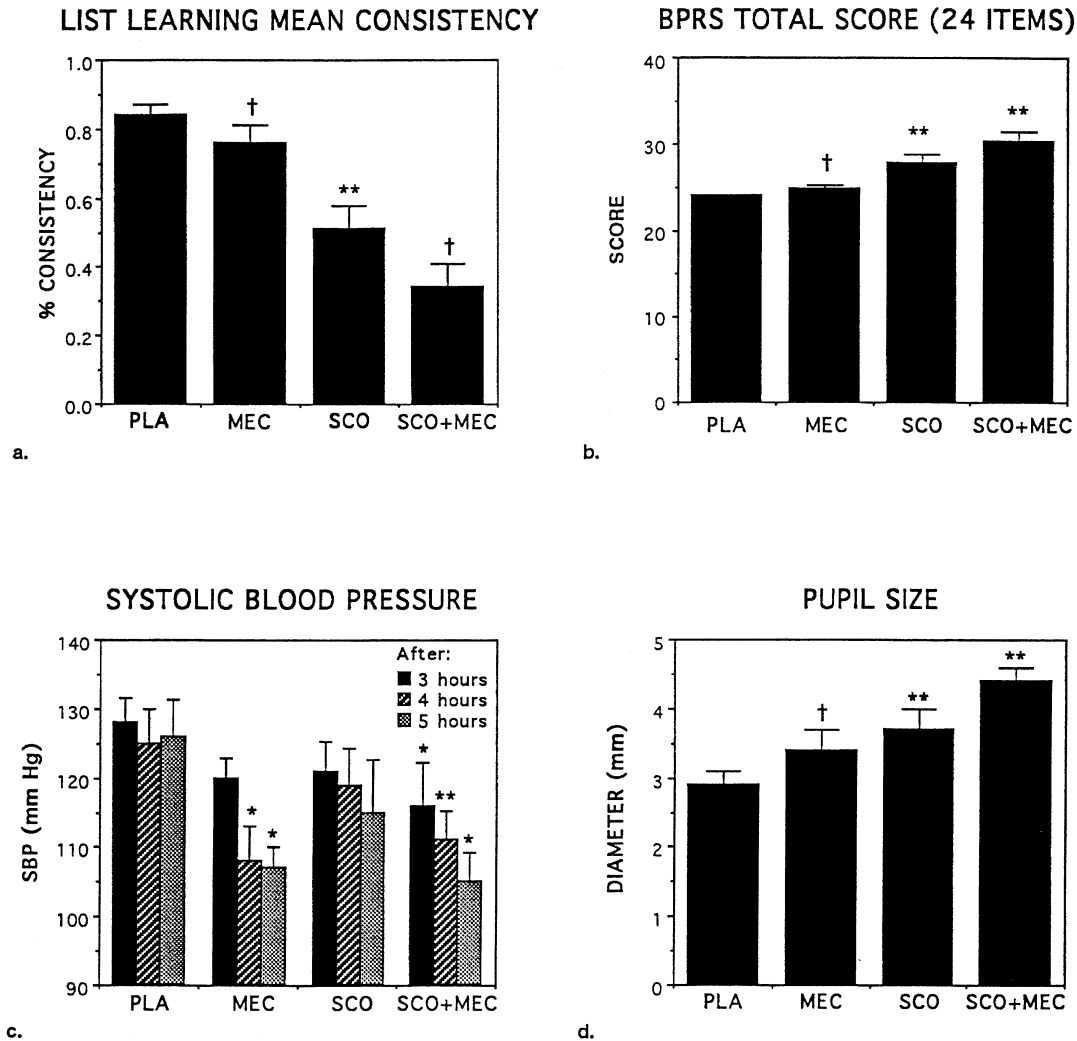 LIST LEARNING MEAN CONSISTENCY
% CONSISTENCY
1.0
0.8
0.6
0.4
0.2
0.0
†
**
†
PLA MEC SCO SCO+MEC
a.
BPRS TOTAL SCORE (24 ITEMS)
SCORE
40
30
20
10
0
†
**
**
PLA MEC SCO SCO+MEC
b.
SYSTOLIC BLOOD PRESSURE
SBP (mm Hg)
140
130
120
110
100
90
After:
3 hours
4 hours
5 hours
*
*
*
**
*
PLA MEC SCO SCO+MEC
c.
PUPIL SIZE
DIAMETER (mm)
5
4
3
2
1
0
†
**
**
PLA MEC SCO SCO+MEC
d.